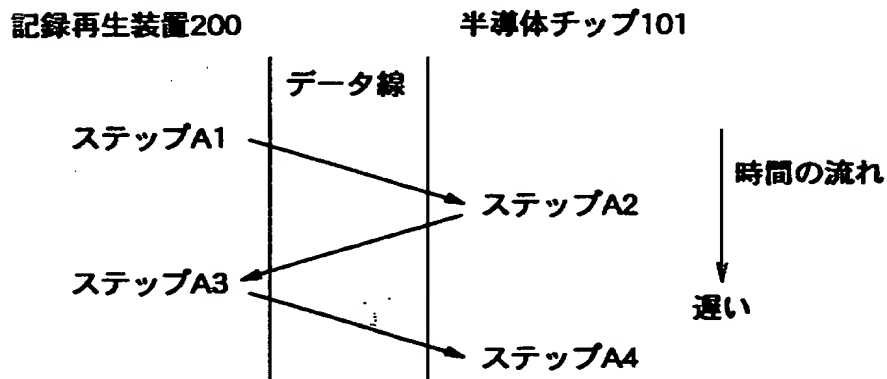 記録再生装置200
半導体チップ101
データ線
ステップA1
時間の流れ
ステップA2
ステップA3
遅い
ステップA4